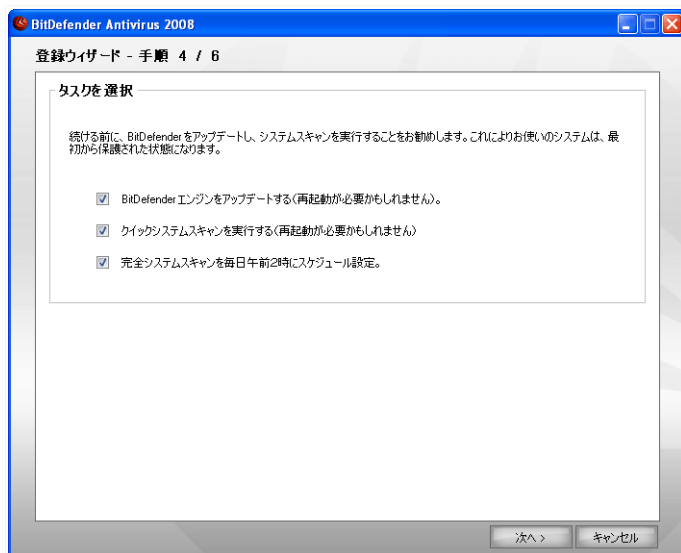 BitDefender Antivirus 2008
登録ウィザード - 手順 4 / 6
タスクを選択
続ける前に、BitDefenderをアップデートし、システムスキャンを実行することをお勧めします。これによりお使いのシステムは、最
初から保護された状態になります。
BitDefenderエンジンをアップデートする(再起動が必要かもしれません)。
クイックシステムスキャンを実行する(再起動が必要かもしれません)
完全システムスキャンを毎日午前2時にスケジュール設定。
次へ >
キャンセル